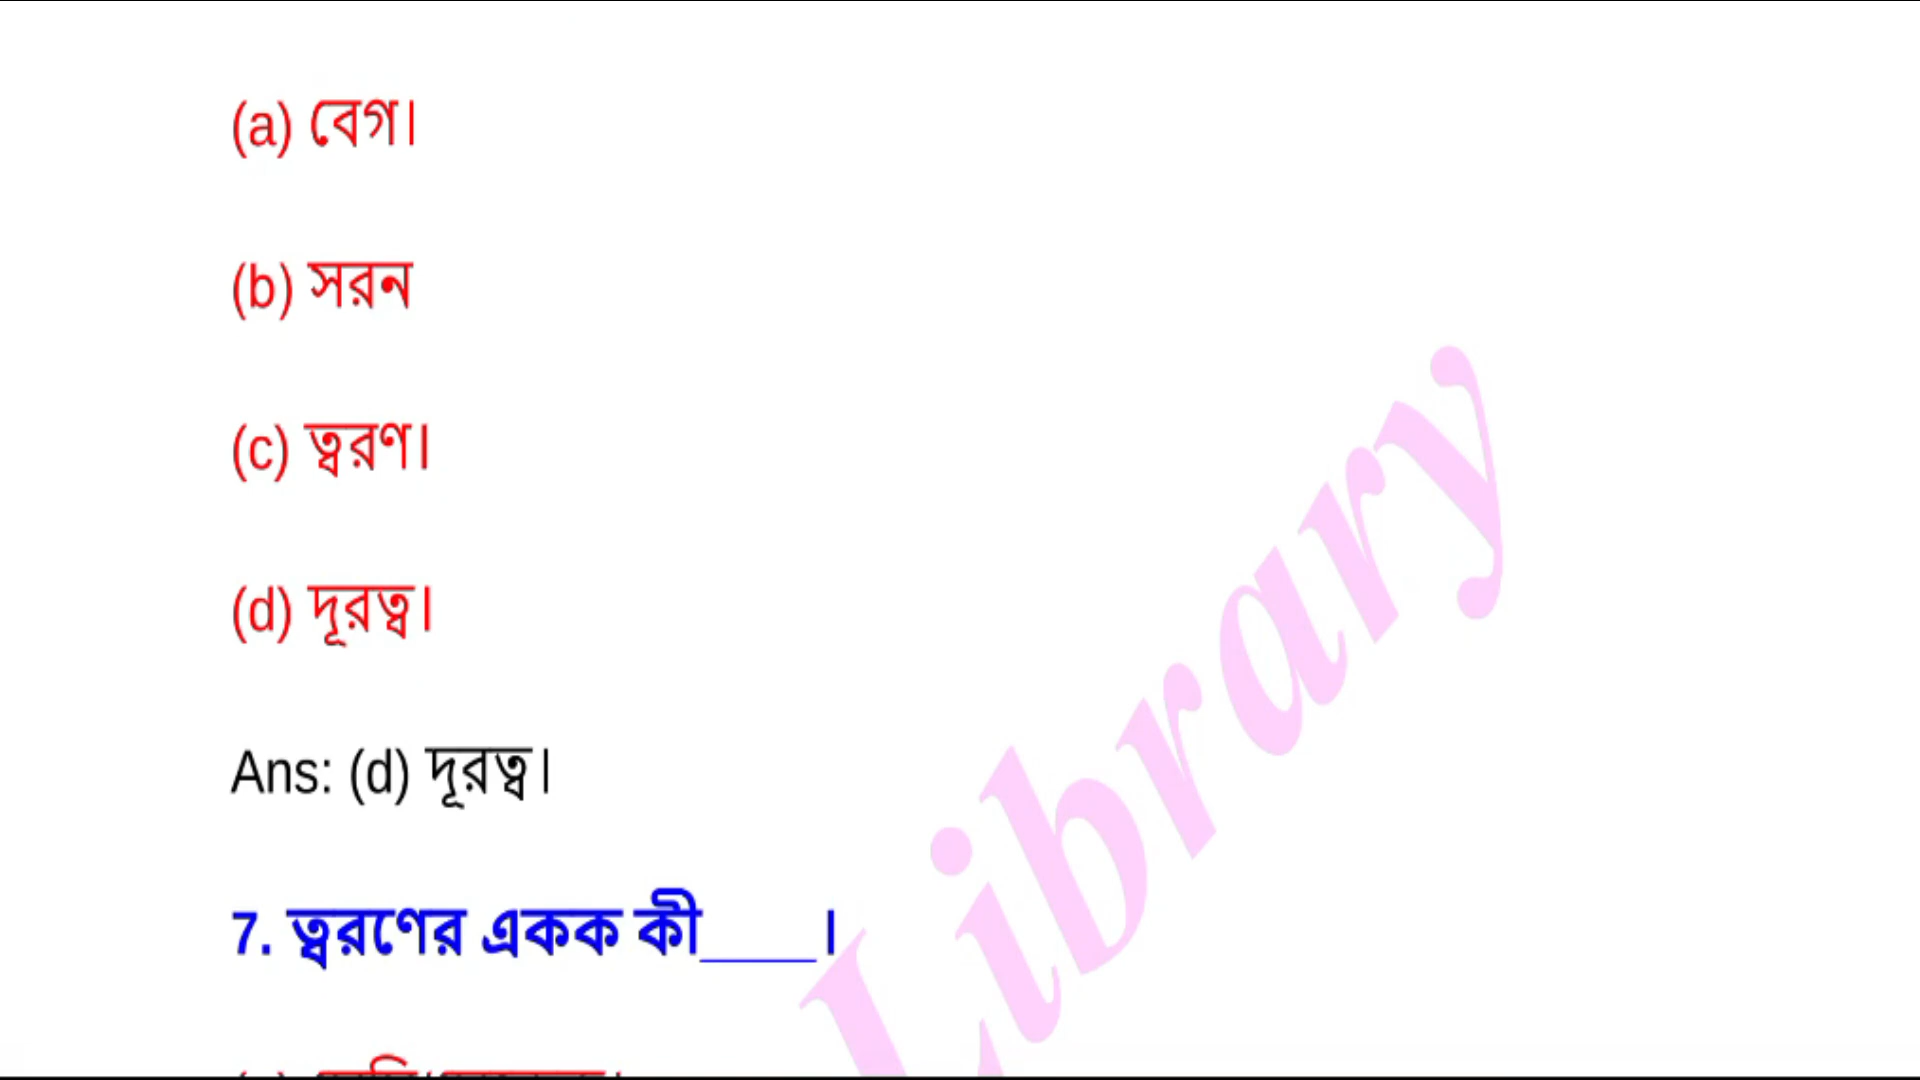 (a) বেগ।
(b) সরন
(c) ত্বরণ।
(d) দূরত্ব।
Ans: (d) দূরত্ব।
7. ত্বরণের একক কী____।
Library